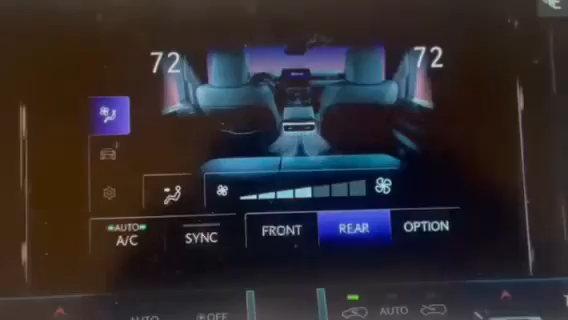 72 72
AUTO
A/C
SYNC
FRONT
REAR
OPTION
AUTO
OFF
AUTO